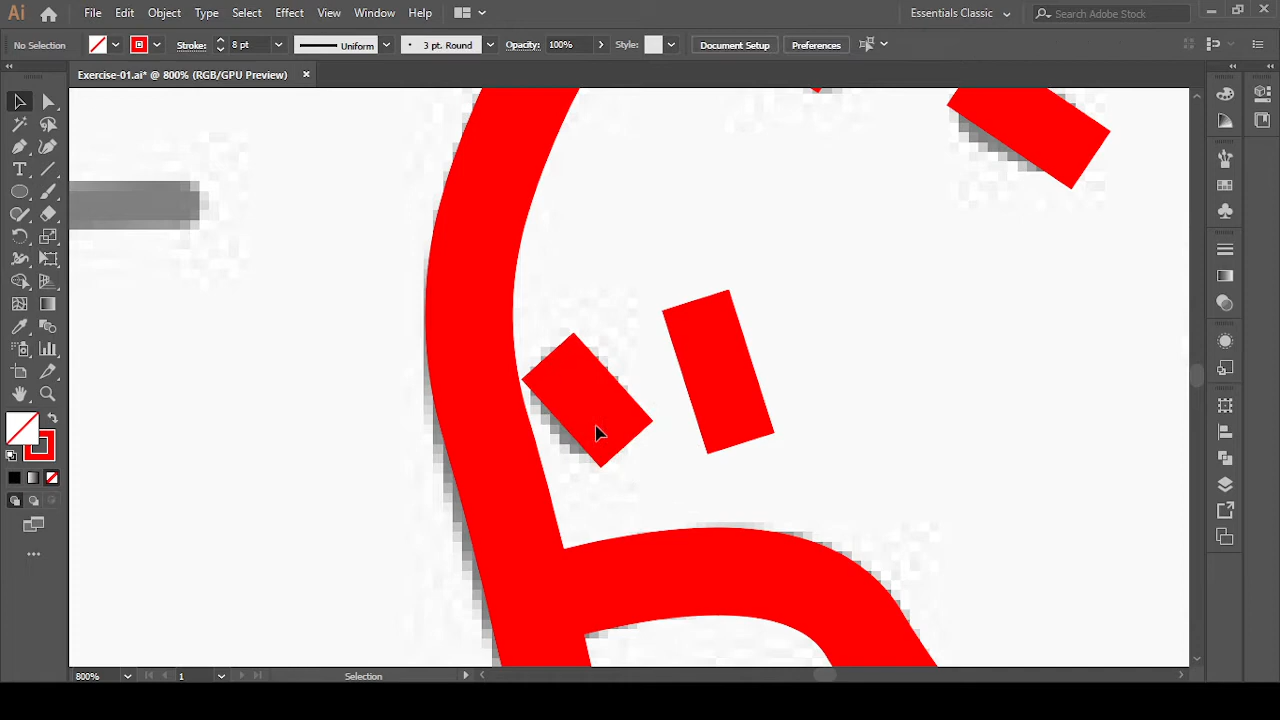 Ai File Edit Object Type Select Effect View Window Help Essentials Classic Search Adobe Stock
No Selection Stroke: 8 pt Uniform 3 pt. Round Opacity: 100% Style: Document Setup Preferences
Exercise-01.ai* @ 800% (RGB/GPU Preview)
T
800% 1 Selection